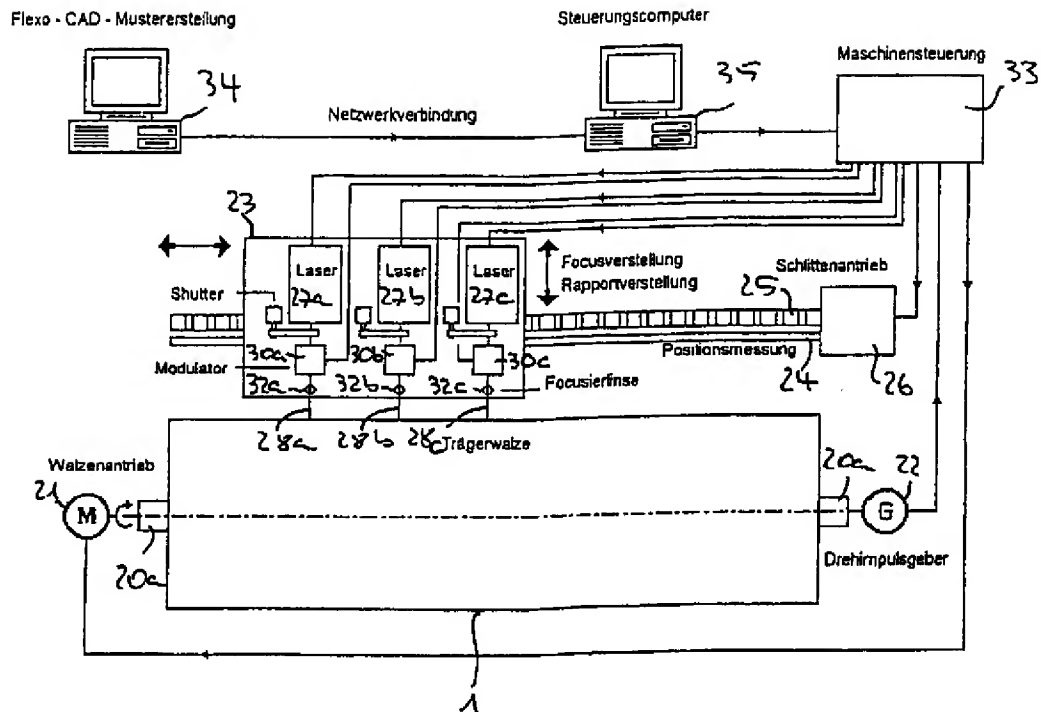 Flexo - CAD - Mustererstellung
Steuerungscomputer
Maschinensteuerung
34
35
33
Netzwerkverbindung
23
Laser
27a
Laser
27b
Laser
27c
Focusverstellung
Rapportverstellung
Schlittenantrieb
Shutter
25
30a
30b
30c
Positionsmessung
Modulator
24
26
32a
32b
32c
Focusierlinse
28a
28b
28c
Trägerwalze
Walzenantrieb
20a
22
21
M
G
20a
Drehimpulsgeber
1